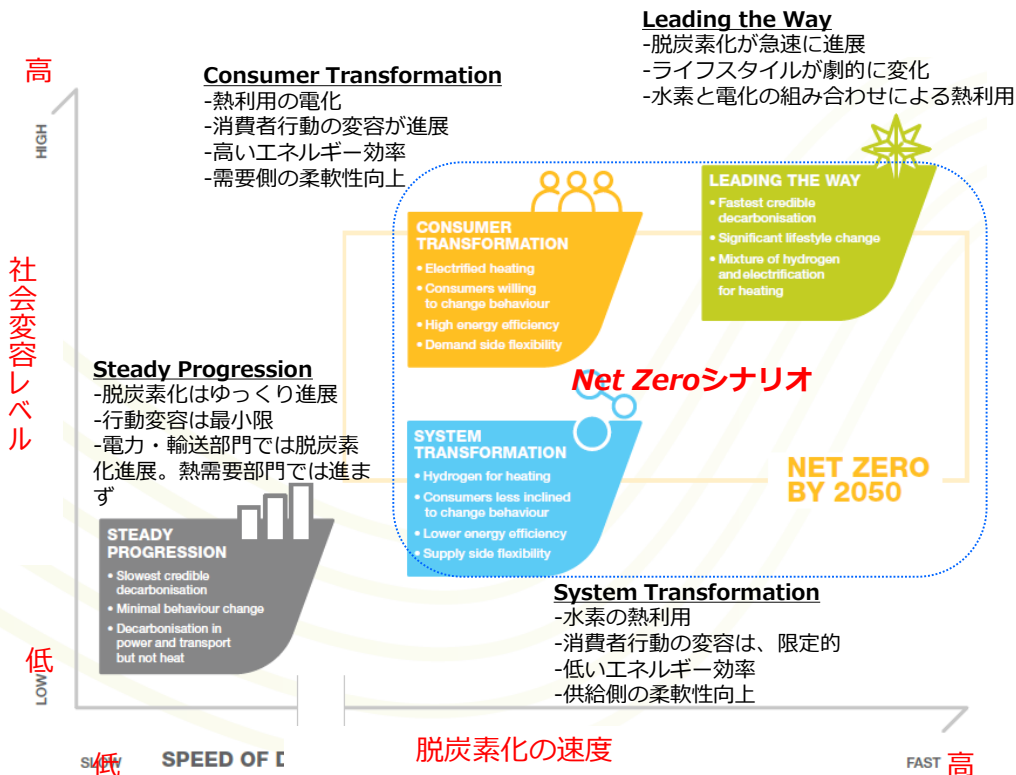 Leading the Way
-脱炭素化が急速に進展
-ライフスタイルが劇的に変化
-水素と電化の組み合わせによる熱利用
高
HIGH
Consumer Transformation
-熱利用の電化
-消費者行動の変容が進展
-高いエネルギー効率
-需要側の柔軟性向上
LEADING THE WAY
• Fastest credible
decarbonisation
• Significant lifestyle change
• Mixture of hydrogen
and electrification
for heating
CONSUMER
TRANSFORMATION
• Electrified heating
• Consumers willing
to change behaviour
• High energy efficiency
• Demand side flexibility
社会変容レベル
Steady Progression
-脱炭素化はゆっくり進展
-行動変容は最小限
-電力・輸送部門では脱炭素
化進展。熱需要部門では進ま
ず
Net Zeroシナリオ
SYSTEM
TRANSFORMATION
• Hydrogen for heating
• Consumers less inclined
to change behaviour
• Lower energy efficiency
• Supply side flexibility
NET ZERO
BY 2050
STEADY
PROGRESSION
• Slowest credible
decarbonisation
• Minimal behaviour change
• Decarbonisation in
power and transport
but not heat
System Transformation
-水素の熱利用
-消費者行動の変容は、限定的
-低いエネルギー効率
-供給側の柔軟性向上
低
LOW
低
SPEED OF D
脱炭素化の速度
FAST 高